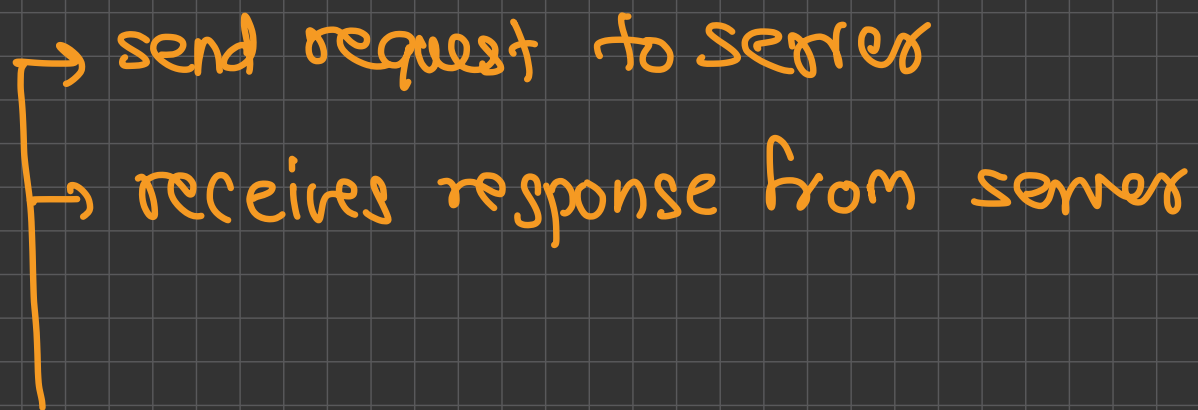 → send request to server
→ receives response from server